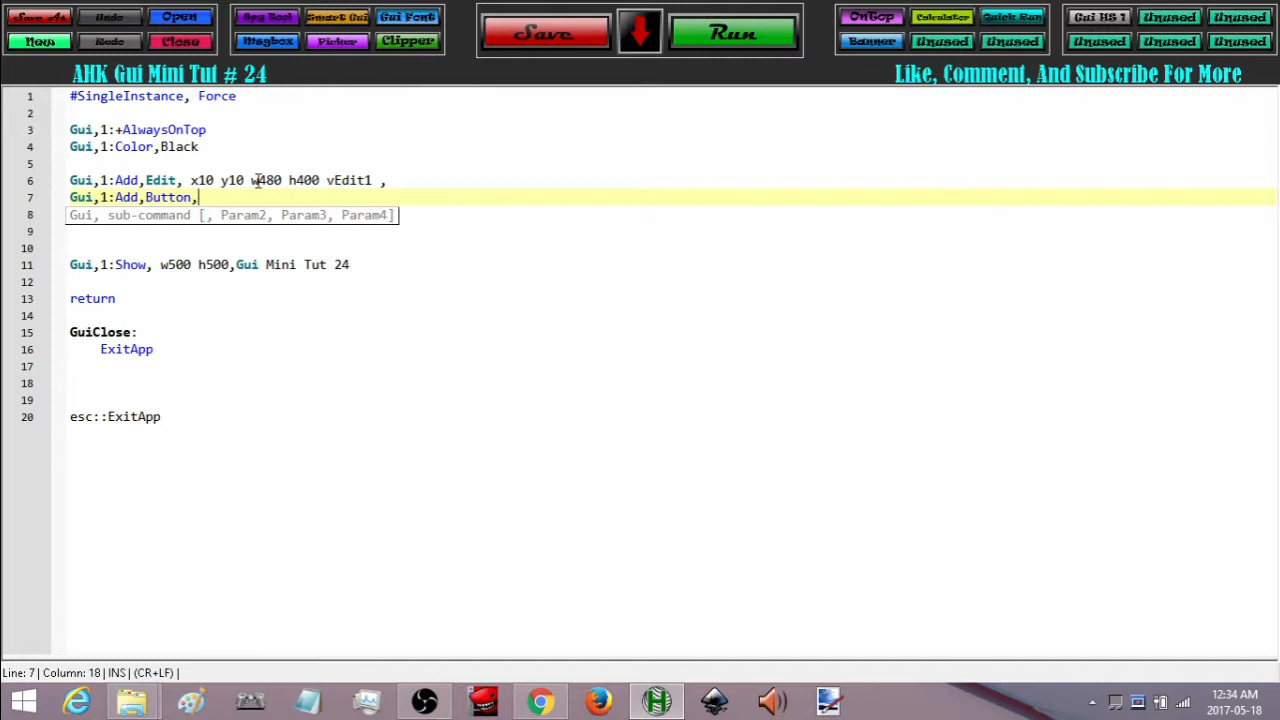 Save As Undo Open Spy Tool Smart Gui Gui Font Save Run OnTop Calculator Quick Run Gui HS 1 Unused Unused
New Redo Close Msgbox Picker Clipper Banner Unused Unused Unused Unused Unused
AHK Gui Mini Tut # 24 Like, Comment, And Subscribe For More
1 #SingleInstance, Force
2
3 Gui,1:+AlwaysOnTop
4 Gui,1:Color,Black
5
6 Gui,1:Add,Edit, x10 y10 w480 h400 vEdit1 ,
7 Gui,1:Add,Button,
8 Gui, sub-command [, Param2, Param3, Param4]
9
10
11 Gui,1:Show, w500 h500,Gui Mini Tut 24
12
13 return
14
15 GuiClose:
16 ExitApp
17
18
19
20 esc::ExitApp
Line: 7 | Column: 18 | INS | (CR+LF) |
12:34 AM
2017-05-18